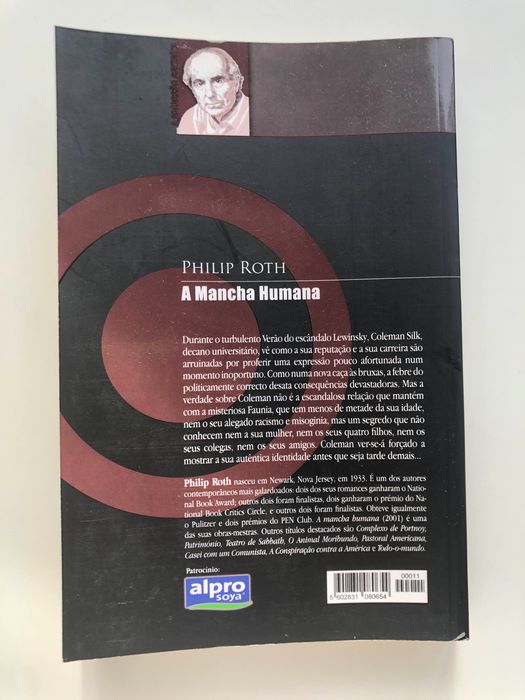 PHILIP ROTH
A Mancha Humana
Durante o turbulento Verão do escândalo Lewinsky, Coleman Silk,
decano universitário, vê como a sua reputação e a sua carreira são
arruinadas por proferir uma expressão pouco afortunada num
momento inoportuno. Como numa nova caça às bruxas, a febre do
politicamente correcto desata consequências devastadoras. Mas a
verdade sobre Coleman não é a escandalosa relação que mantém
com a misteriosa Faunia, que tem menos de metade da sua idade,
nem o seu alegado racismo e misoginia, mas um segredo que não
conhecem nem a sua mulher, nem os seus quatro filhos, nem os
seus colegas, nem os seus amigos. Coleman ver-se-á forçado a
mostrar a sua autêntica identidade antes que seja tarde demais...
Philip Roth nasceu em Newark, Nova Jersey, em 1933. É um dos autores
contemporâneos mais galardoados: dois dos seus romances ganharam o Natio-
nal Book Award; outros dois foram finalistas, dois ganharam o prémio do Na-
tional Book Critics Circle, e outros dois foram finalistas. Obteve igualmente
o Pulitzer e dois prémios do PEN Club. A mancha humana (2001) é uma
das suas obras-mestras. Outros títulos destacados são Complexo de Portnoy,
Património, Teatro de Sabbath, O Animal Moribundo, Pastoral Americana,
Casei com um Comunista, A Conspiração contra a América e Todo-o-mundo.
Patrocínio:
alpro
soya
00011
5 602831 080654